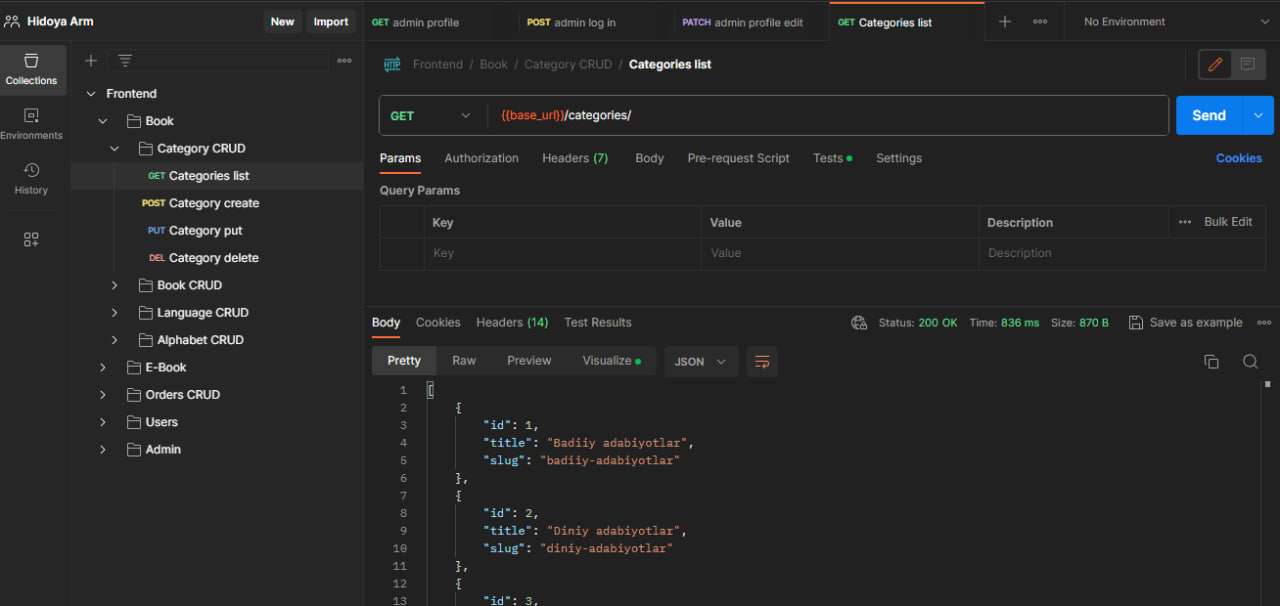 Hidoya Arm
New
Import
GET admin profile
POST admin log in
PATCH admin profile edit
GET Categories list
No Environment
Collections
Environments
History
Frontend
Book
Category CRUD
GET Categories list
POST Category create
PUT Category put
DEL Category delete
Book CRUD
Language CRUD
Alphabet CRUD
E-Book
Orders CRUD
Users
Admin
HTTP Frontend / Book / Category CRUD / Categories list
GET {{base_url}}/categories/ Send
Params Authorization Headers (7) Body Pre-request Script Tests Settings Cookies
Query Params
Key Value Description Bulk Edit
Key Value Description
Body Cookies Headers (14) Test Results Status: 200 OK Time: 836 ms Size: 870 B Save as example
Pretty Raw Preview Visualize JSON
1 [
2 {
3 "id": 1,
4 "title": "Badiiy adabiyotlar",
5 "slug": "badiiy-adabiyotlar"
6 },
7 {
8 "id": 2,
9 "title": "Diniy adabiyotlar",
10 "slug": "diniy-adabiyotlar"
11 },
12 {
13 "id": 3,